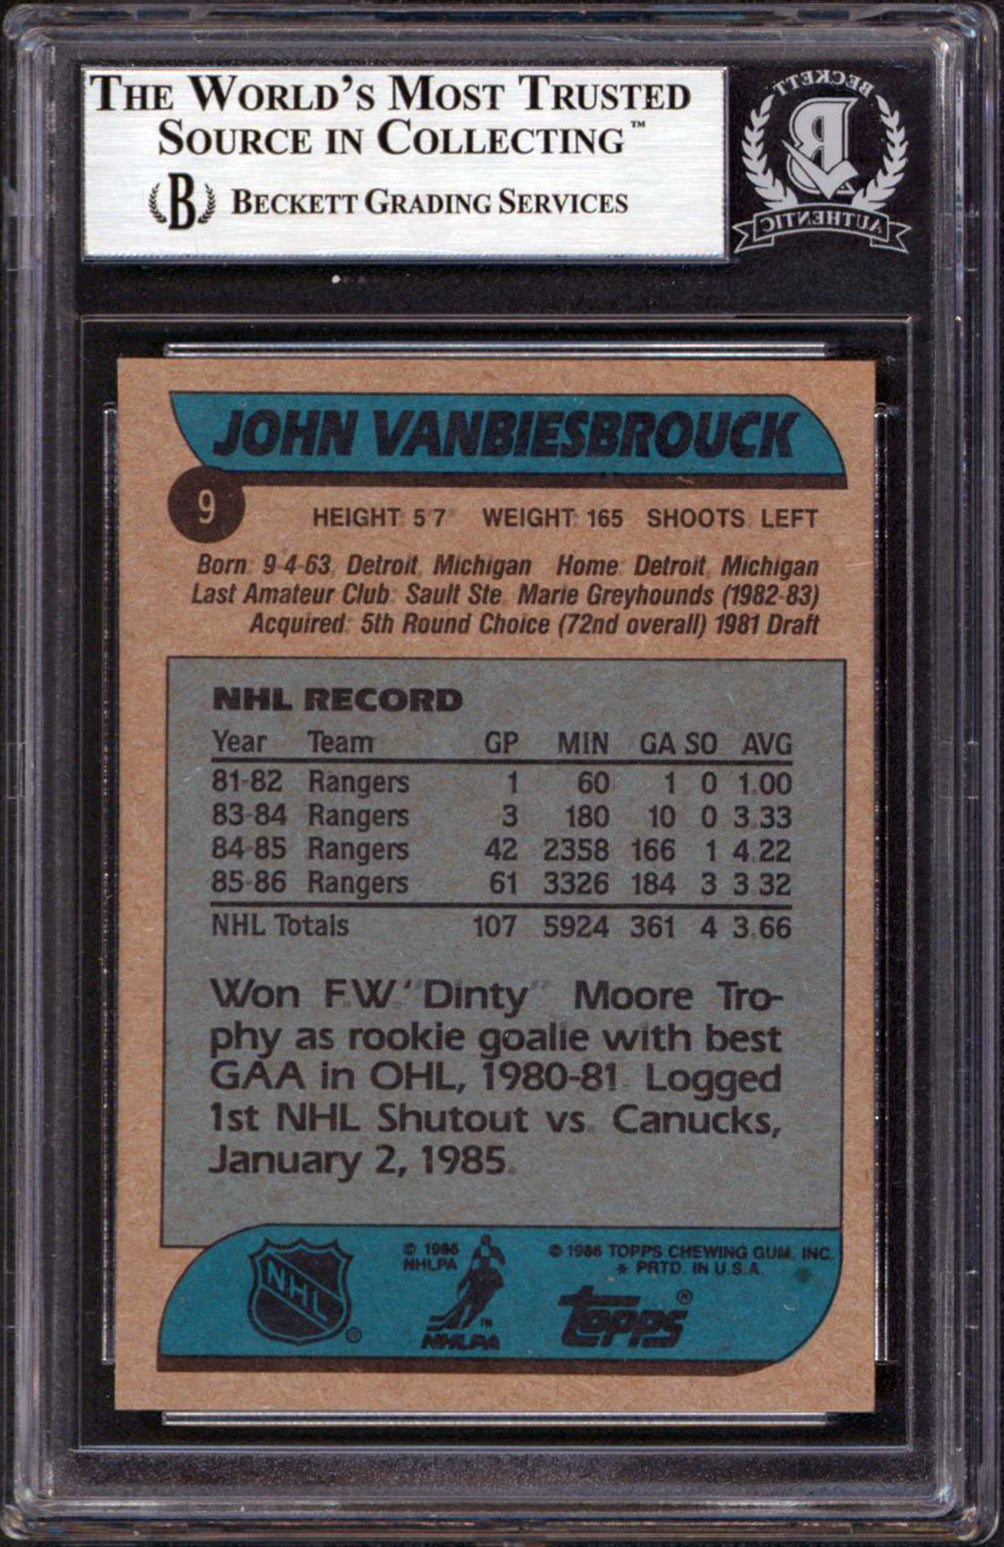 THE WORLD'S MOST TRUSTED
SOURCE IN COLLECTING™
B BECKETT GRADING SERVICES
BECKETT
B
AUTHENTIC
JOHN VANBIESBROUCK
9
HEIGHT: 5'7" WEIGHT: 165 SHOOTS: LEFT
Born: 9-4-63, Detroit, Michigan Home: Detroit, Michigan
Last Amateur Club: Sault Ste. Marie Greyhounds (1982-83)
Acquired: 5th Round Choice (72nd overall) 1981 Draft
NHL RECORD
Year Team GP MIN GA SO AVG
81-82 Rangers 1 60 1 0 1.00
83-84 Rangers 3 180 10 0 3.33
84-85 Rangers 42 2358 166 1 4.22
85-86 Rangers 61 3326 184 3 3.32
NHL Totals 107 5924 361 4 3.66
Won F.W. "Dinty" Moore Tro-
phy as rookie goalie with best
GAA in OHL, 1980-81. Logged
1st NHL Shutout vs. Canucks,
January 2, 1985.
NHL ®
© 1986
NHLPA
™
NHLPA
© 1986 TOPPS CHEWING GUM, INC.
* PRTD. IN U.S.A.
topps®